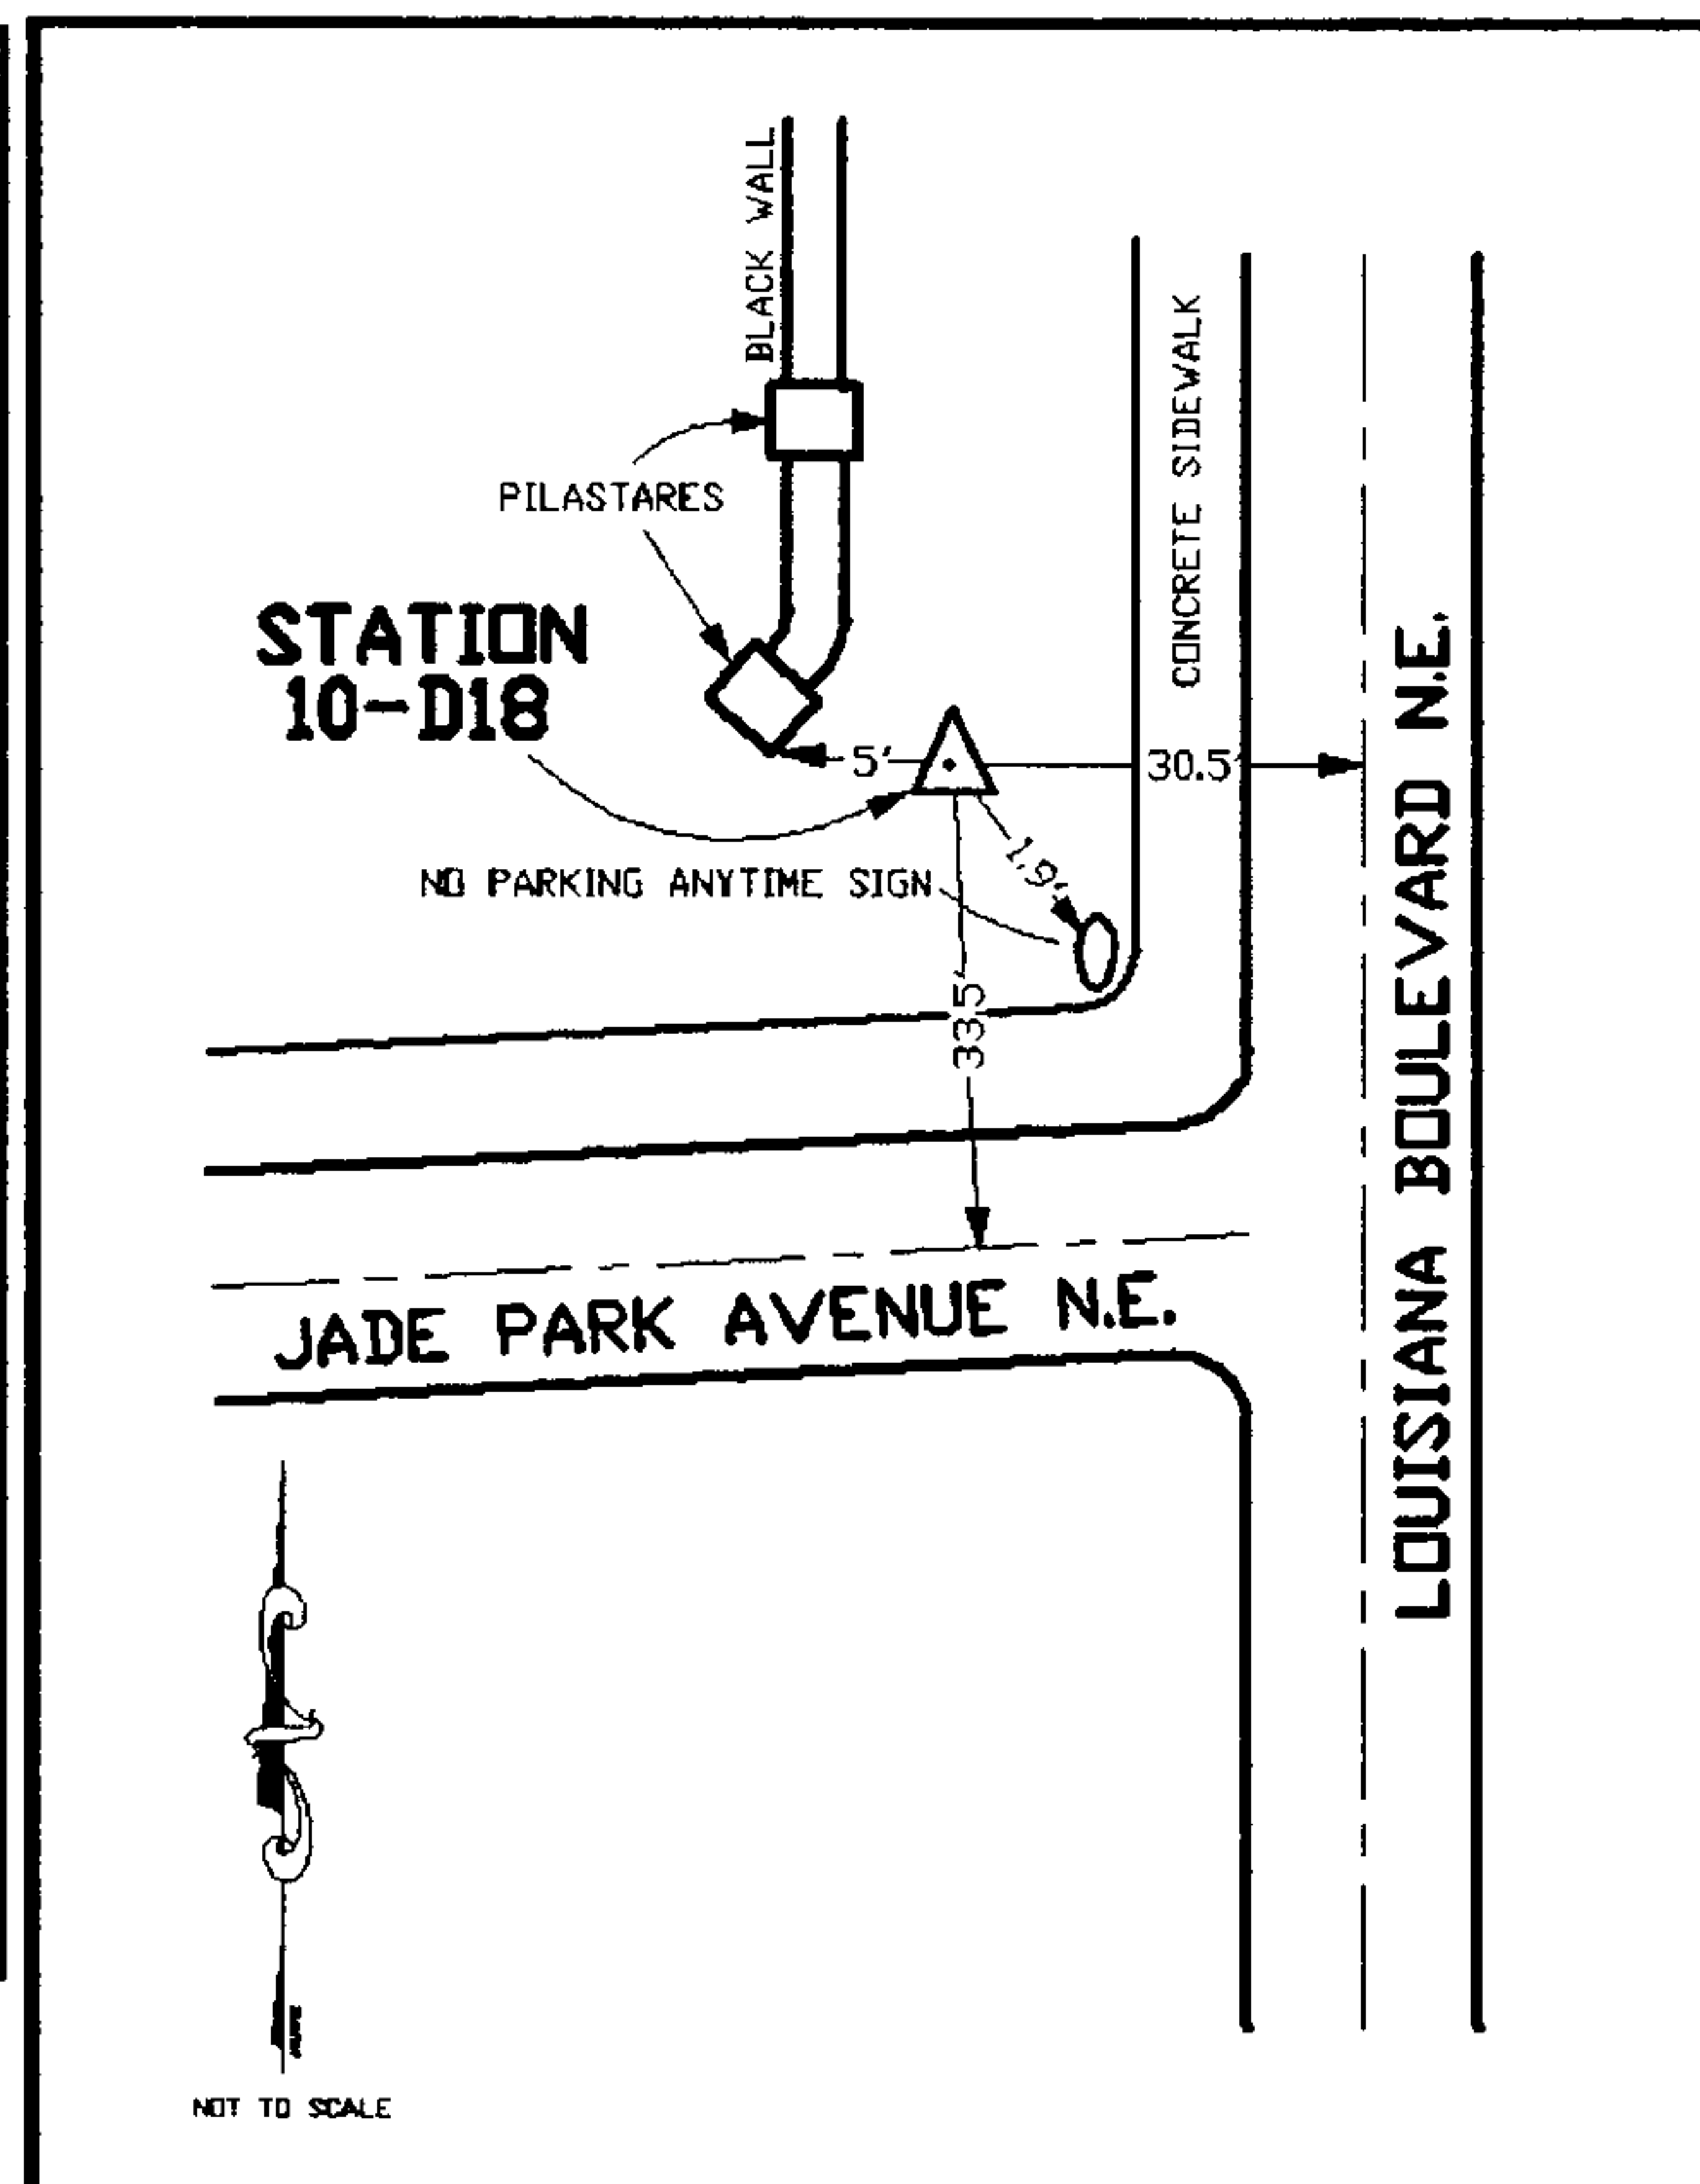 BLACK WALL
CONCRETE SIDEWALK
PILASTARES
STATION
10-D18
5'
30.5'
1.9'
NO PARKING ANYTIME SIGN
33.5'
LOUISIANA BOULEVARD N.E.
JADE PARK AVENUE N.E.
NOT TO SCALE